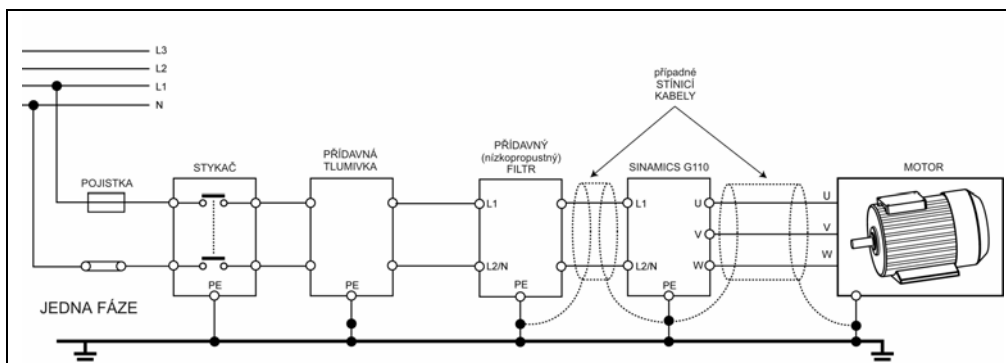 L3
L2
L1
N
případné
STÍNICÍ
KABELY
POJISTKA
STYKAČ
PŘÍDAVNÁ
TLUMIVKA
PŘÍDAVNÝ
(nízkopropustný)
FILTR
SINAMICS G110
MOTOR
L1
L1
U
U
V
V
L2/N
L2/N
W
W
PE
PE
PE
PE
JEDNA FÁZE